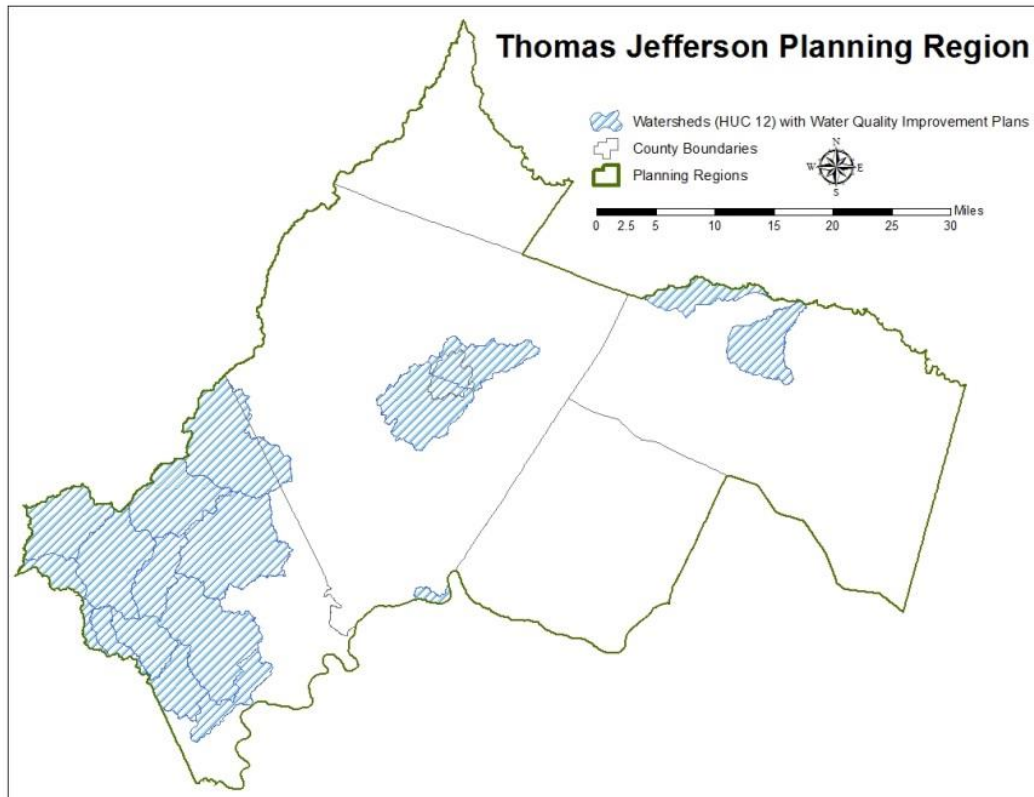 Thomas Jefferson Planning Region
Watersheds (HUC 12) with Water Quality Improvement Plans
County Boundaries
Planning Regions
N
W E
S
Miles
0 2.5 5 10 15 20 25 30